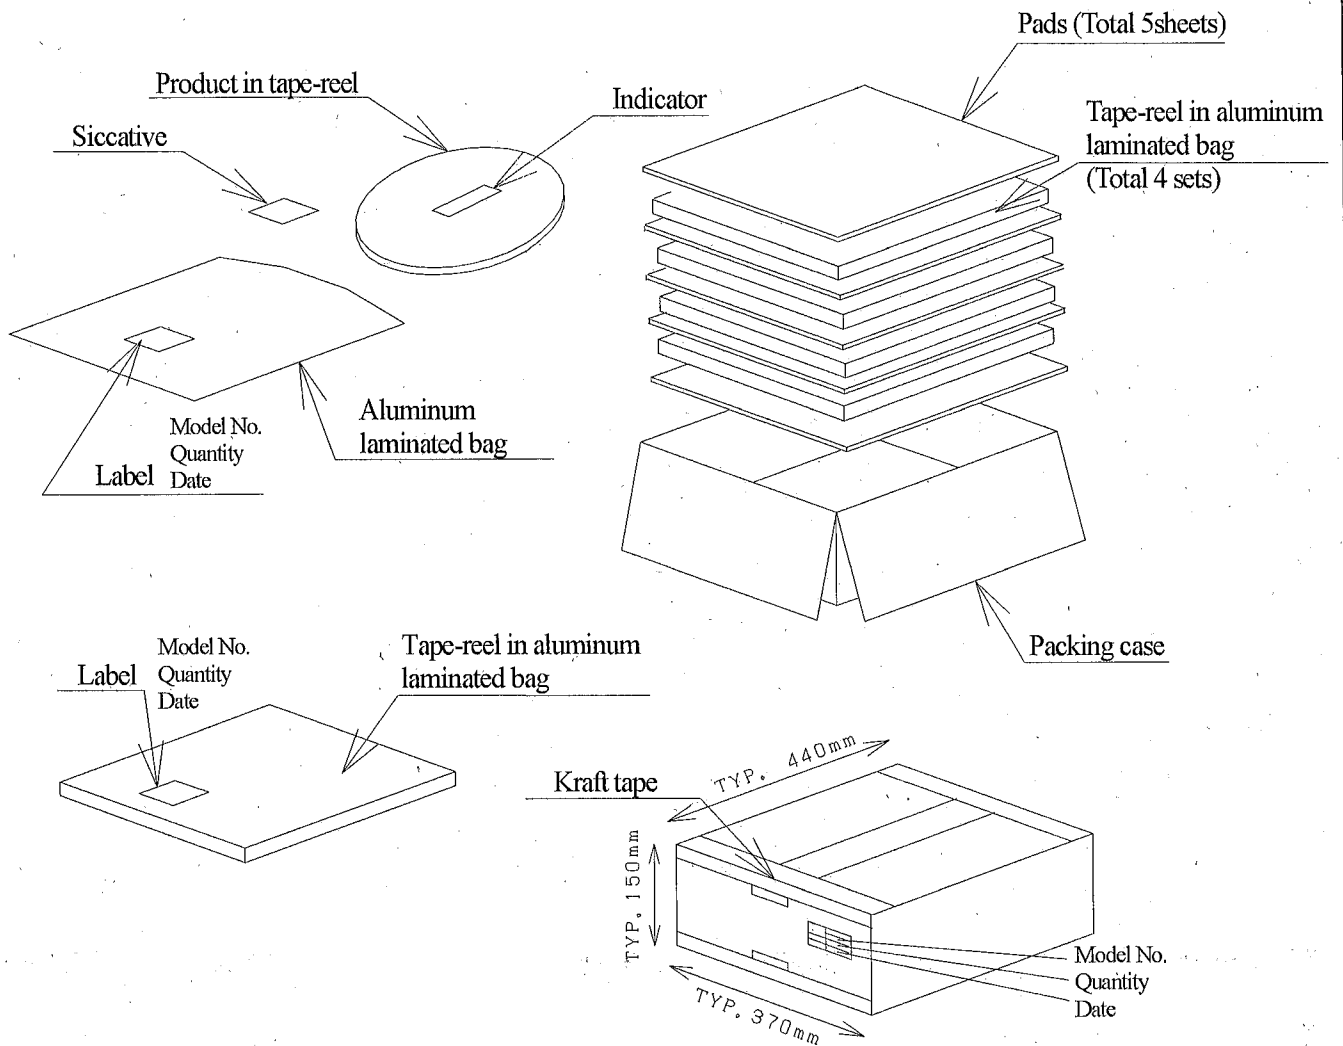 Pads (Total 5sheets)
Product in tape-reel
Indicator
Tape-reel in aluminum
laminated bag
(Total 4 sets)
Siccative
Aluminum
laminated bag
Model No.
Quantity
Label Date
Packing case
Model No.
Label Quantity
Date
Tape-reel in aluminum
laminated bag
Kraft tape
TYP. 440mm
TYP. 150mm
TYP. 370mm
Model No.
Quantity
Date